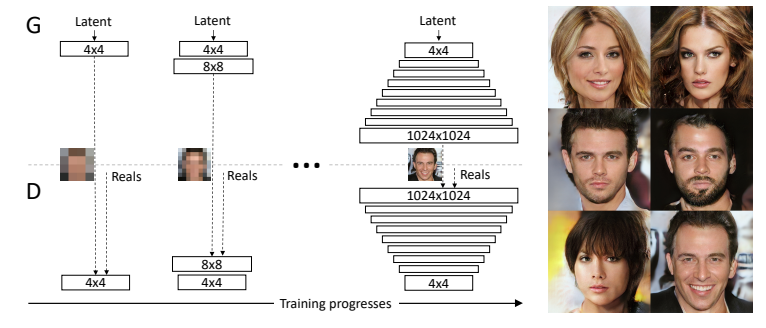 G
Latent
Latent
Latent
4x4
4x4
4x4
8x8
1024x1024
Reals
Reals
Reals
D
1024x1024
8x8
4x4
4x4
4x4
Training progresses